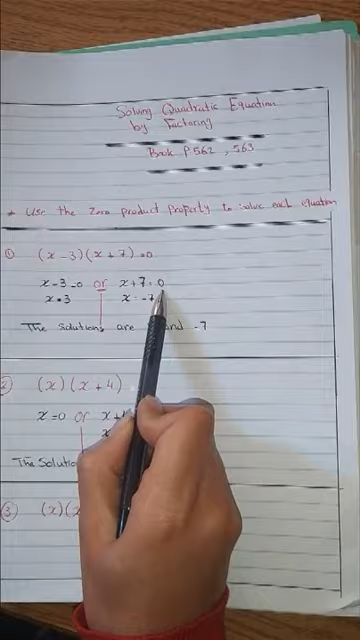 Solving Quadratic Equation
by Factoring
Book P562, 563
* Use the Zero product property to solve each equation
① (x-3)(x+7)=0
x-3=0 or x+7=0
x=3 x=-7
The solutions are and -7
② (x)(x+4)
x=0 or x+4
The Solution
③ (x)(x